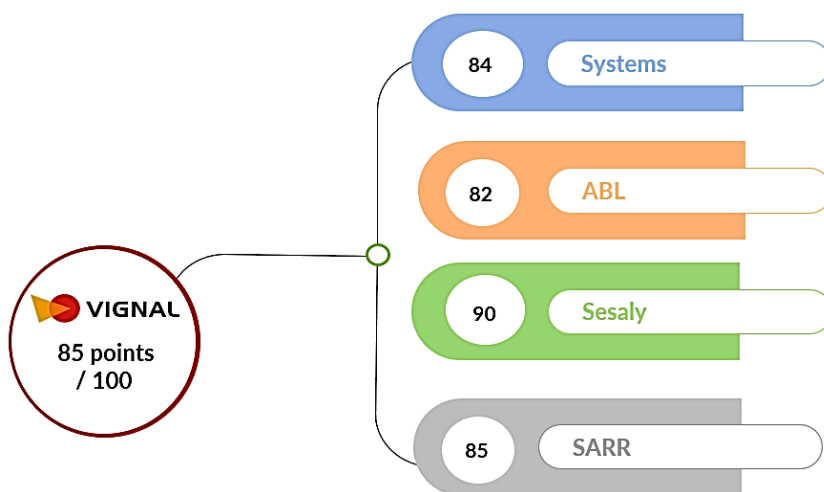 84
Systems
82
ABL
90
Sesaly
85
SARR
VIGNAL
85 points
/ 100